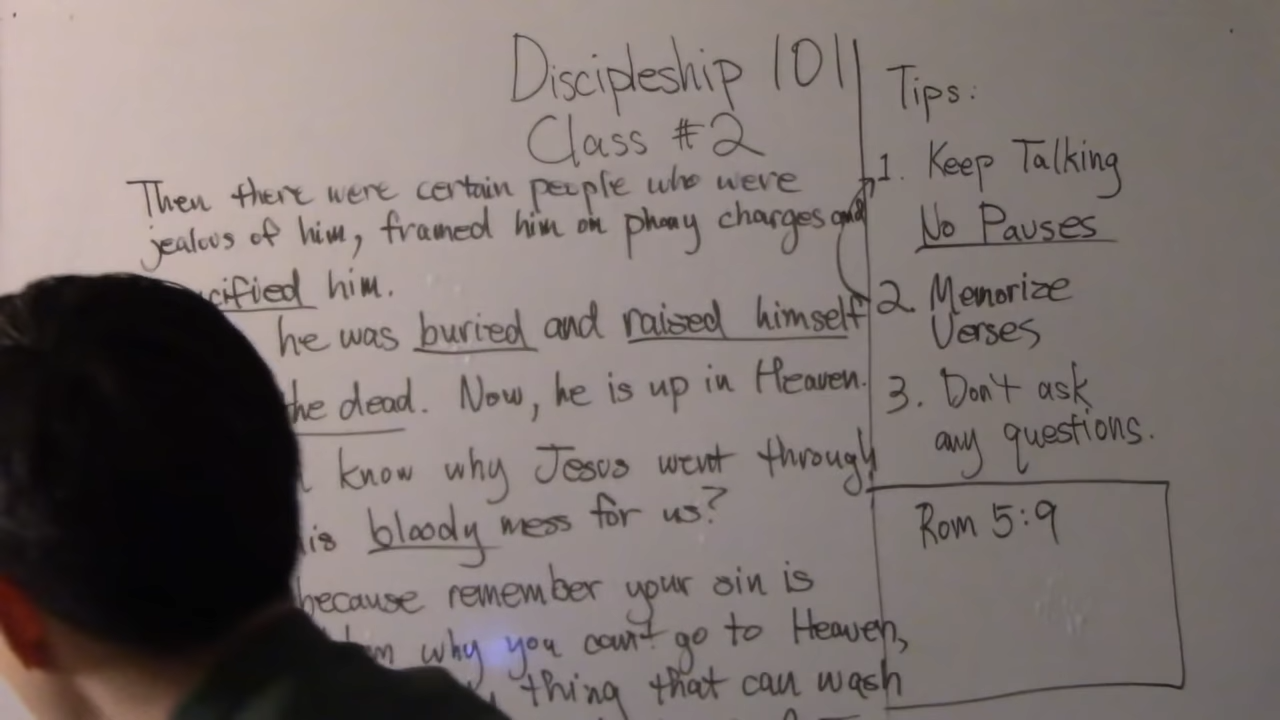 Discipleship 101
Class #2
Then there were certain people who were
jealous of him, framed him on phony charges and
cified him.
he was buried and raised himself
the dead. Now, he is up in Heaven.
know why Jesus went through
is bloody mess for us?
because remember your sin is
why you can't go to Heaven,
thing that can wash
Tips:
1. Keep Talking
No Pauses
2. Memorize
Verses
3. Don't ask
any questions.
Rom 5:9